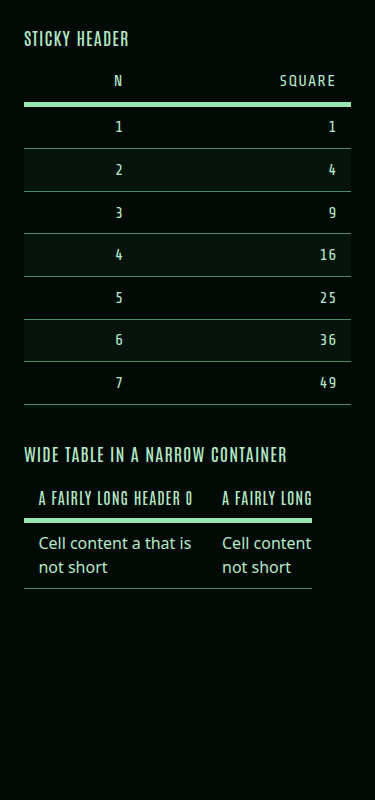 STICKY HEADER
N SQUARE
1 1
2 4
3 9
4 16
5 25
6 36
7 49
WIDE TABLE IN A NARROW CONTAINER
A FAIRLY LONG HEADER 0 A FAIRLY LONG
Cell content a that is Cell content
not short not short